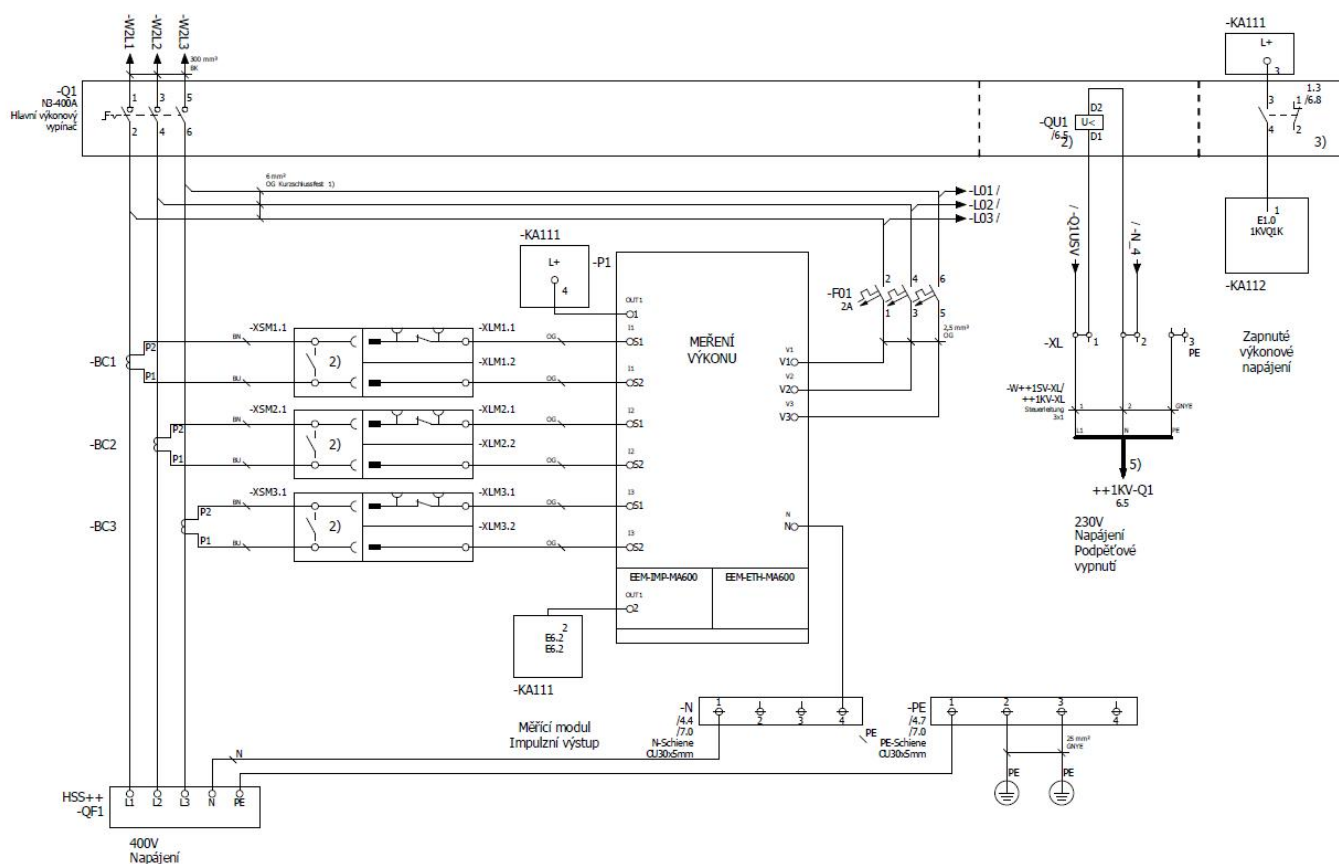 -W2L1
-W2L2
-W2L3
300 mm²
BK
-KA111
L+
3
-Q1
N3-400A
Hlavní výkonový
vypínač
1
3
5
2
4
6
-QU1
/6.5
U<
D2
D1
2)
3
4
1
2
1.3
/6.8
3)
6 mm²
OG Kurzschlussfest 1)
-L01 /
-L02 /
-L03 /
/ -Q1USV
/ -N_4
1
E1.0
1KVQ1K
-KA112
Zapnuté
výkonové
napájení
-KA111
L+
4
-P1
OUT1
1
MEŘENÍ
VÝKONU
-F01
2A
2
4
6
1
3
5
2,5 mm²
OG
-XL
1
2
3
PE
-BC1
P2
P1
BN
BU
-XSM1.1
2)
-XLM1.1
-XLM1.2
OG
OG
I1
S1
I1
S2
V1
V1
V2
V2
V3
V3
-BC2
P2
P1
BN
BU
-XSM2.1
2)
-XLM2.1
-XLM2.2
OG
OG
I2
S1
I2
S2
-W++1SV-XL/
++1KV-XL
Steuerleitung
3x1
1
2
GNYE
L1
N
PE
5)
++1KV-Q1
6.5
230V
Napájení
Podpěťové
vypnutí
-BC3
P2
P1
BN
BU
-XSM3.1
2)
-XLM3.1
-XLM3.2
OG
OG
I3
S1
I3
S2
N
N
EEM-IMP-MA600
EEM-ETH-MA600
OUT1
2
2
E6.2
E6.2
-KA111
Měřící modul
Impulzní výstup
-N
/4.4
/7.0
N-Schiene
CU30x5mm
1
2
3
4
PE
-PE
/4.7
/7.0
PE-Schiene
CU30x5mm
1
2
3
4
25 mm²
GNYE
PE
PE
N
HSS++
-QF1
L1
L2
L3
N
PE
400V
Napájení